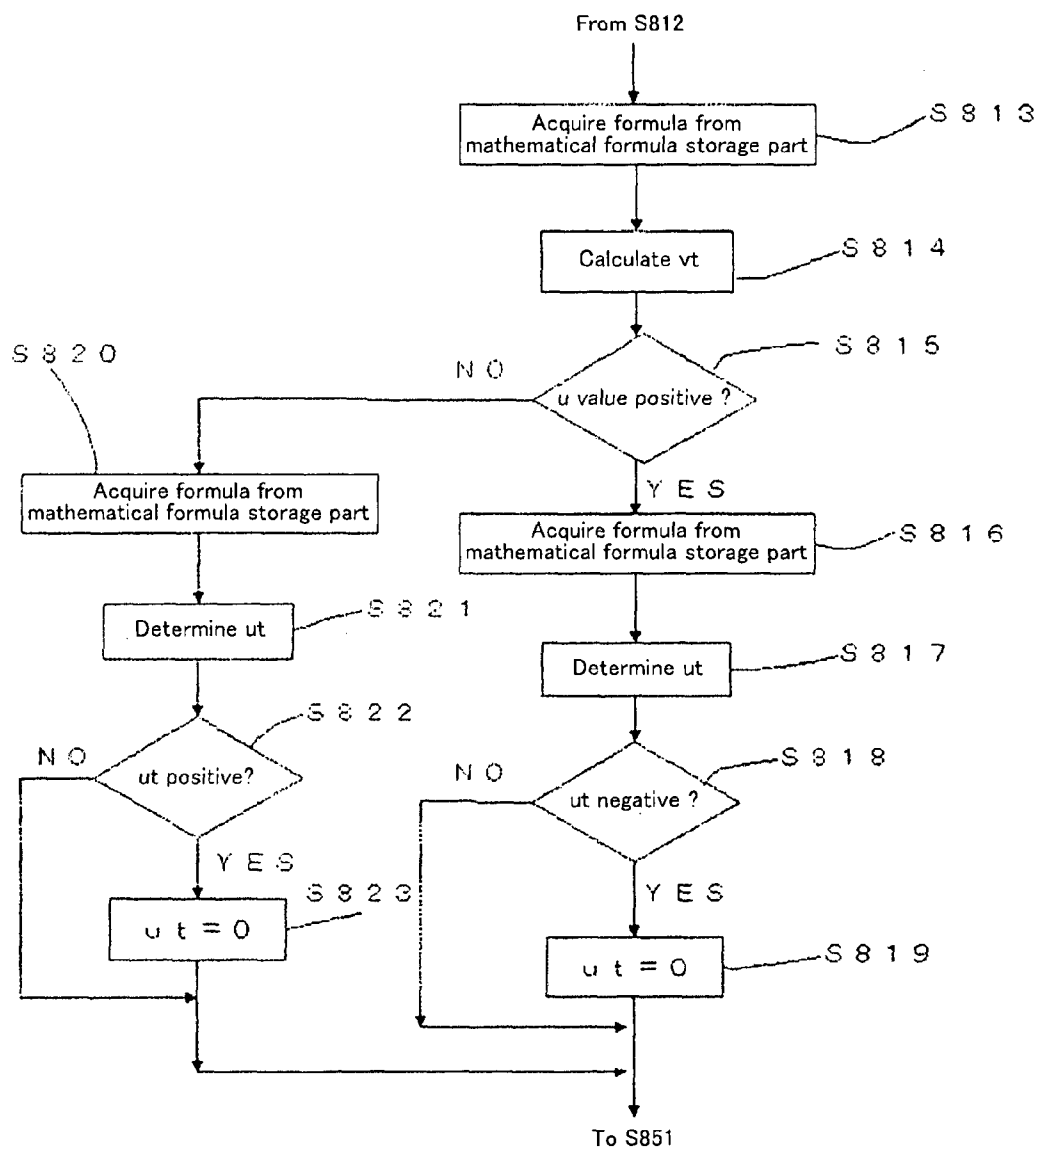 From S812
Acquire formula from
mathematical formula storage part
S813
Calculate vt
S814
u value positive ?
S815
NO
YES
S820
Acquire formula from
mathematical formula storage part
Acquire formula from
mathematical formula storage part
S816
Determine ut
S821
Determine ut
S817
ut positive?
S822
NO
YES
ut negative ?
S818
NO
YES
ut = 0
S823
ut = 0
S819
To S851